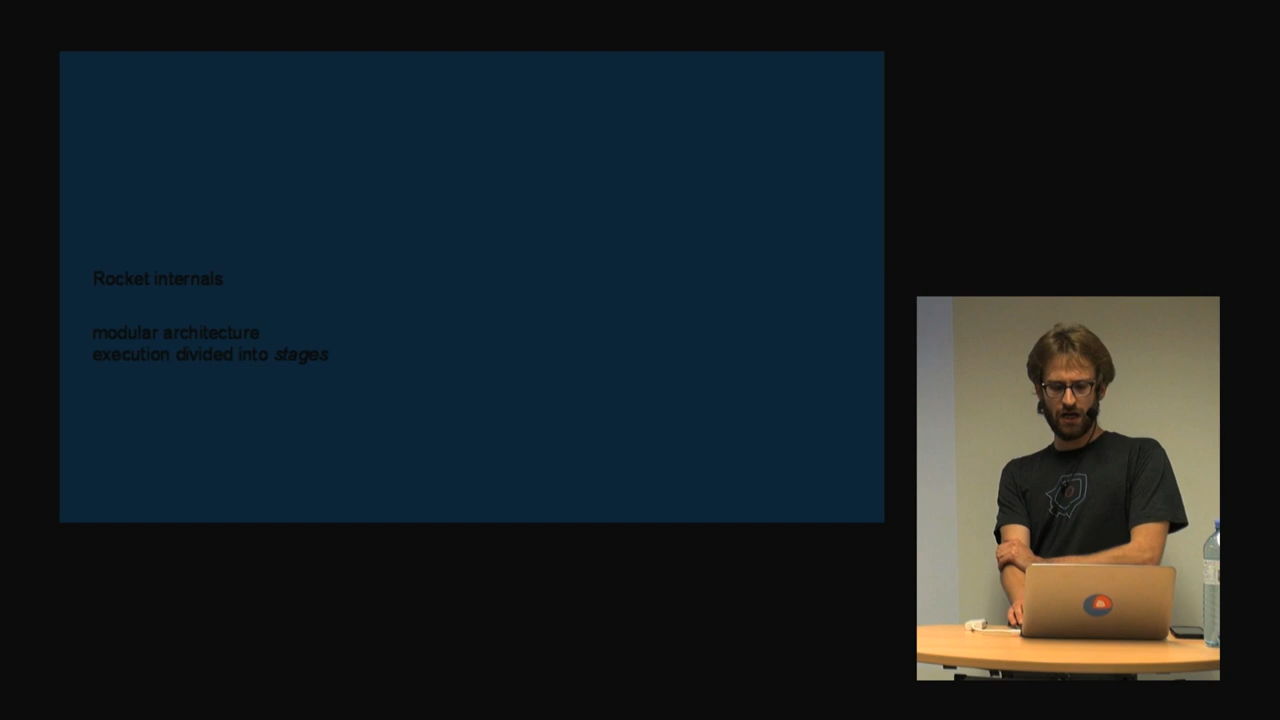 Rocket internals
modular architecture
execution divided into stages